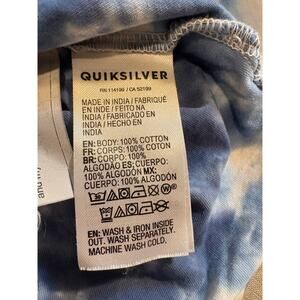 QUIKSILVER
RN 114199 / CA 52199
MADE IN INDIA / FABRIQUÉ
EN INDE / FEITO NA
INDIA / FABRICADO EN
INDIA / HECHO EN
INDIA
EN: BODY: 100% COTTON
FR: CORPS: 100% COTON
BR: CORPO: 100%
ALGODÃO ES: CUERPO:
100% ALGODÓN MX:
CUERPO: 100% ALGODÓN
EN: WASH & IRON INSIDE
OUT. WASH SEPARATELY.
MACHINE WASH COLD.